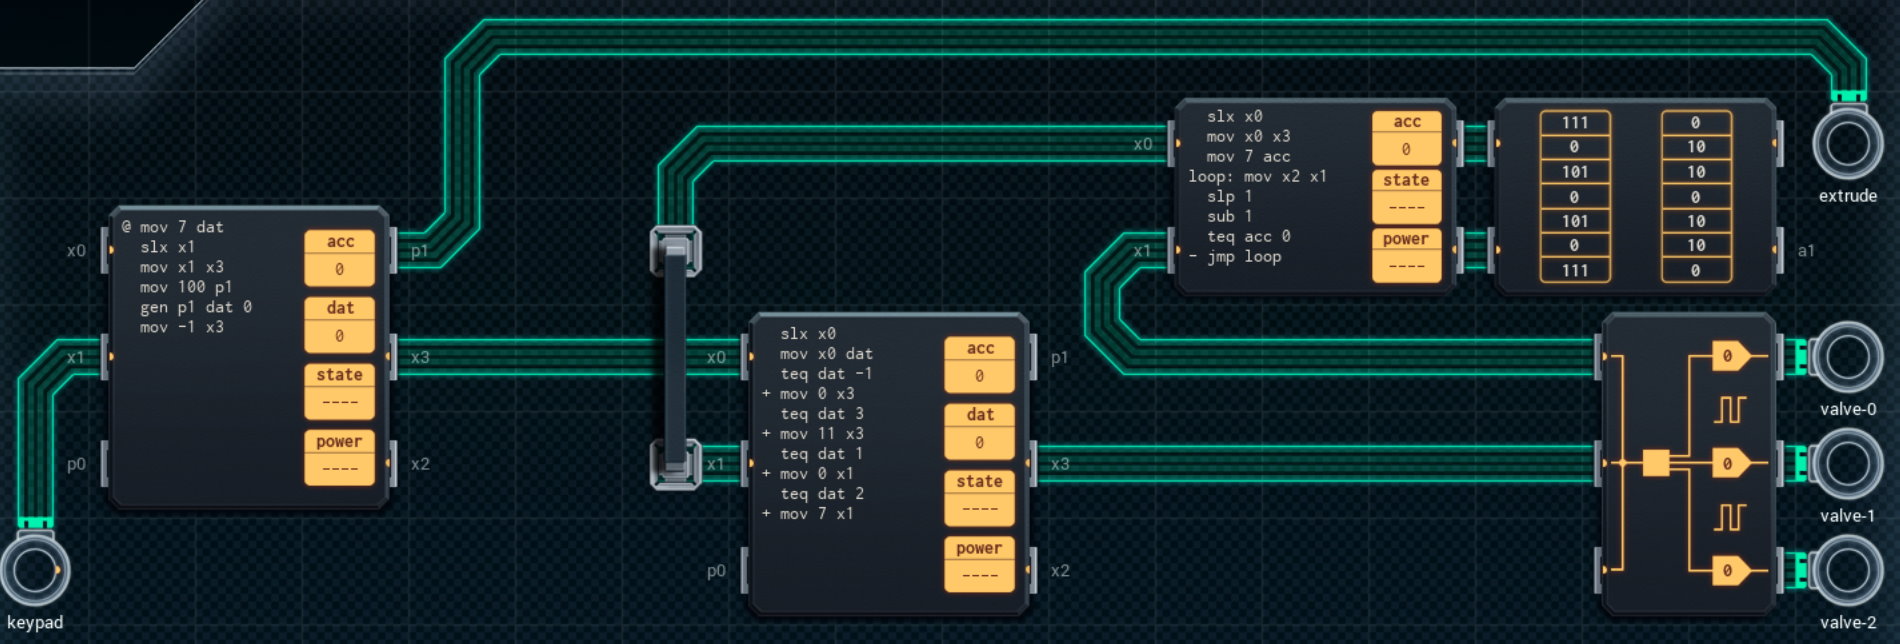 @ mov 7 dat
slx x1
mov x1 x3
mov 100 p1
gen p1 dat 0
mov -1 x3
acc
0
dat
0
state
----
power
----
x0
x1
p0
p1
x3
x2
keypad
slx x0
mov x0 dat
teq dat -1
+ mov 0 x3
teq dat 3
+ mov 11 x3
teq dat 1
+ mov 0 x1
teq dat 2
+ mov 7 x1
acc
0
dat
0
state
----
power
----
x0
x1
p0
p1
x3
x2
slx x0
mov x0 x3
mov 7 acc
loop: mov x2 x1
slp 1
sub 1
teq acc 0
- jmp loop
acc
0
state
----
power
----
x0
x1
111
0
101
0
101
0
111
0
10
10
0
10
10
0
a1
extrude
0
0
0
valve-0
valve-1
valve-2